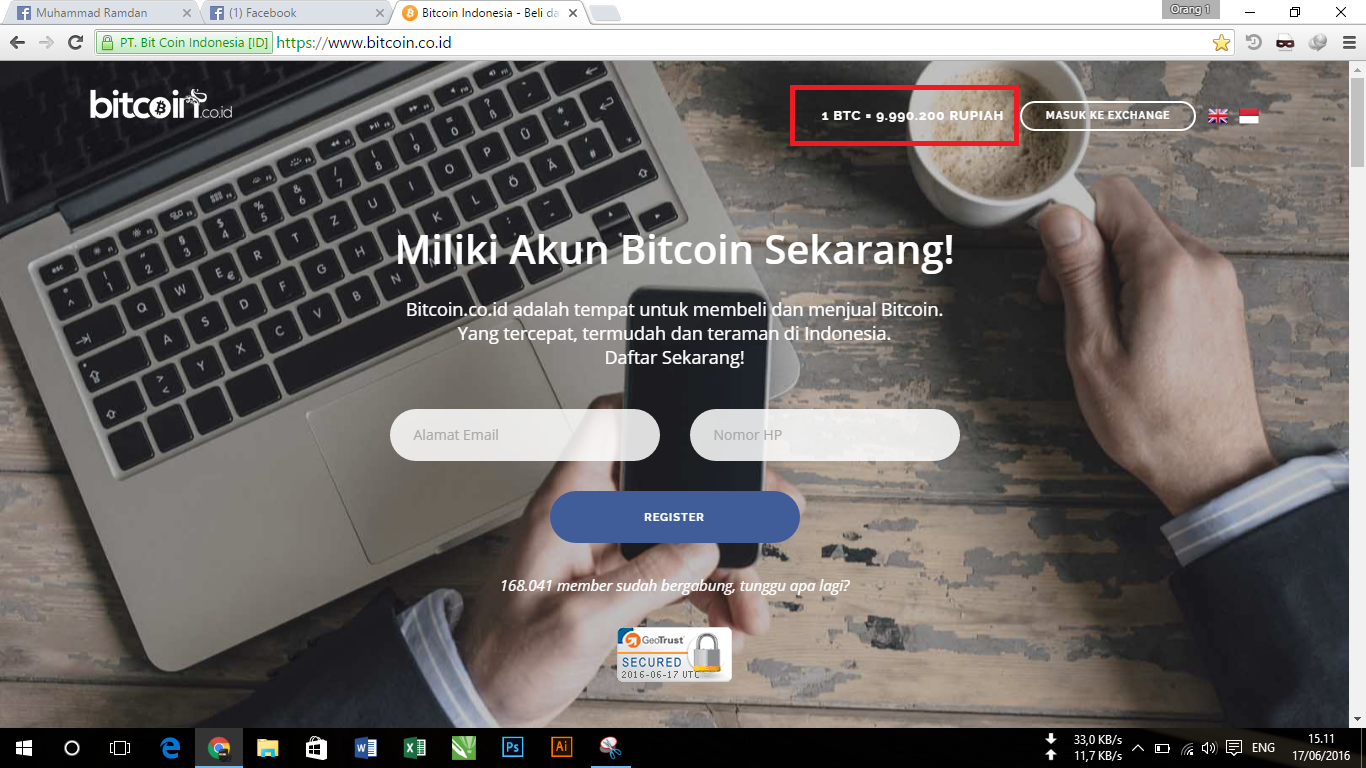 Muhammad Ramdan
(1) Facebook
Bitcoin Indonesia - Beli da
Orang 1
PT. Bit Coin Indonesia [ID]
https://www.bitcoin.co.id
bitcoin.co.id
1 BTC = 9.990.200 RUPIAH
MASUK KE EXCHANGE
Miliki Akun Bitcoin Sekarang!
Bitcoin.co.id adalah tempat untuk membeli dan menjual Bitcoin.
Yang tercepat, termudah dan teraman di Indonesia.
Daftar Sekarang!
Alamat Email
Nomor HP
REGISTER
168.041 member sudah bergabung, tunggu apa lagi?
GeoTrust
SECURED
2016-06-17 UTC
33,0 KB/s
11,7 KB/s
ENG
15.11
17/06/2016